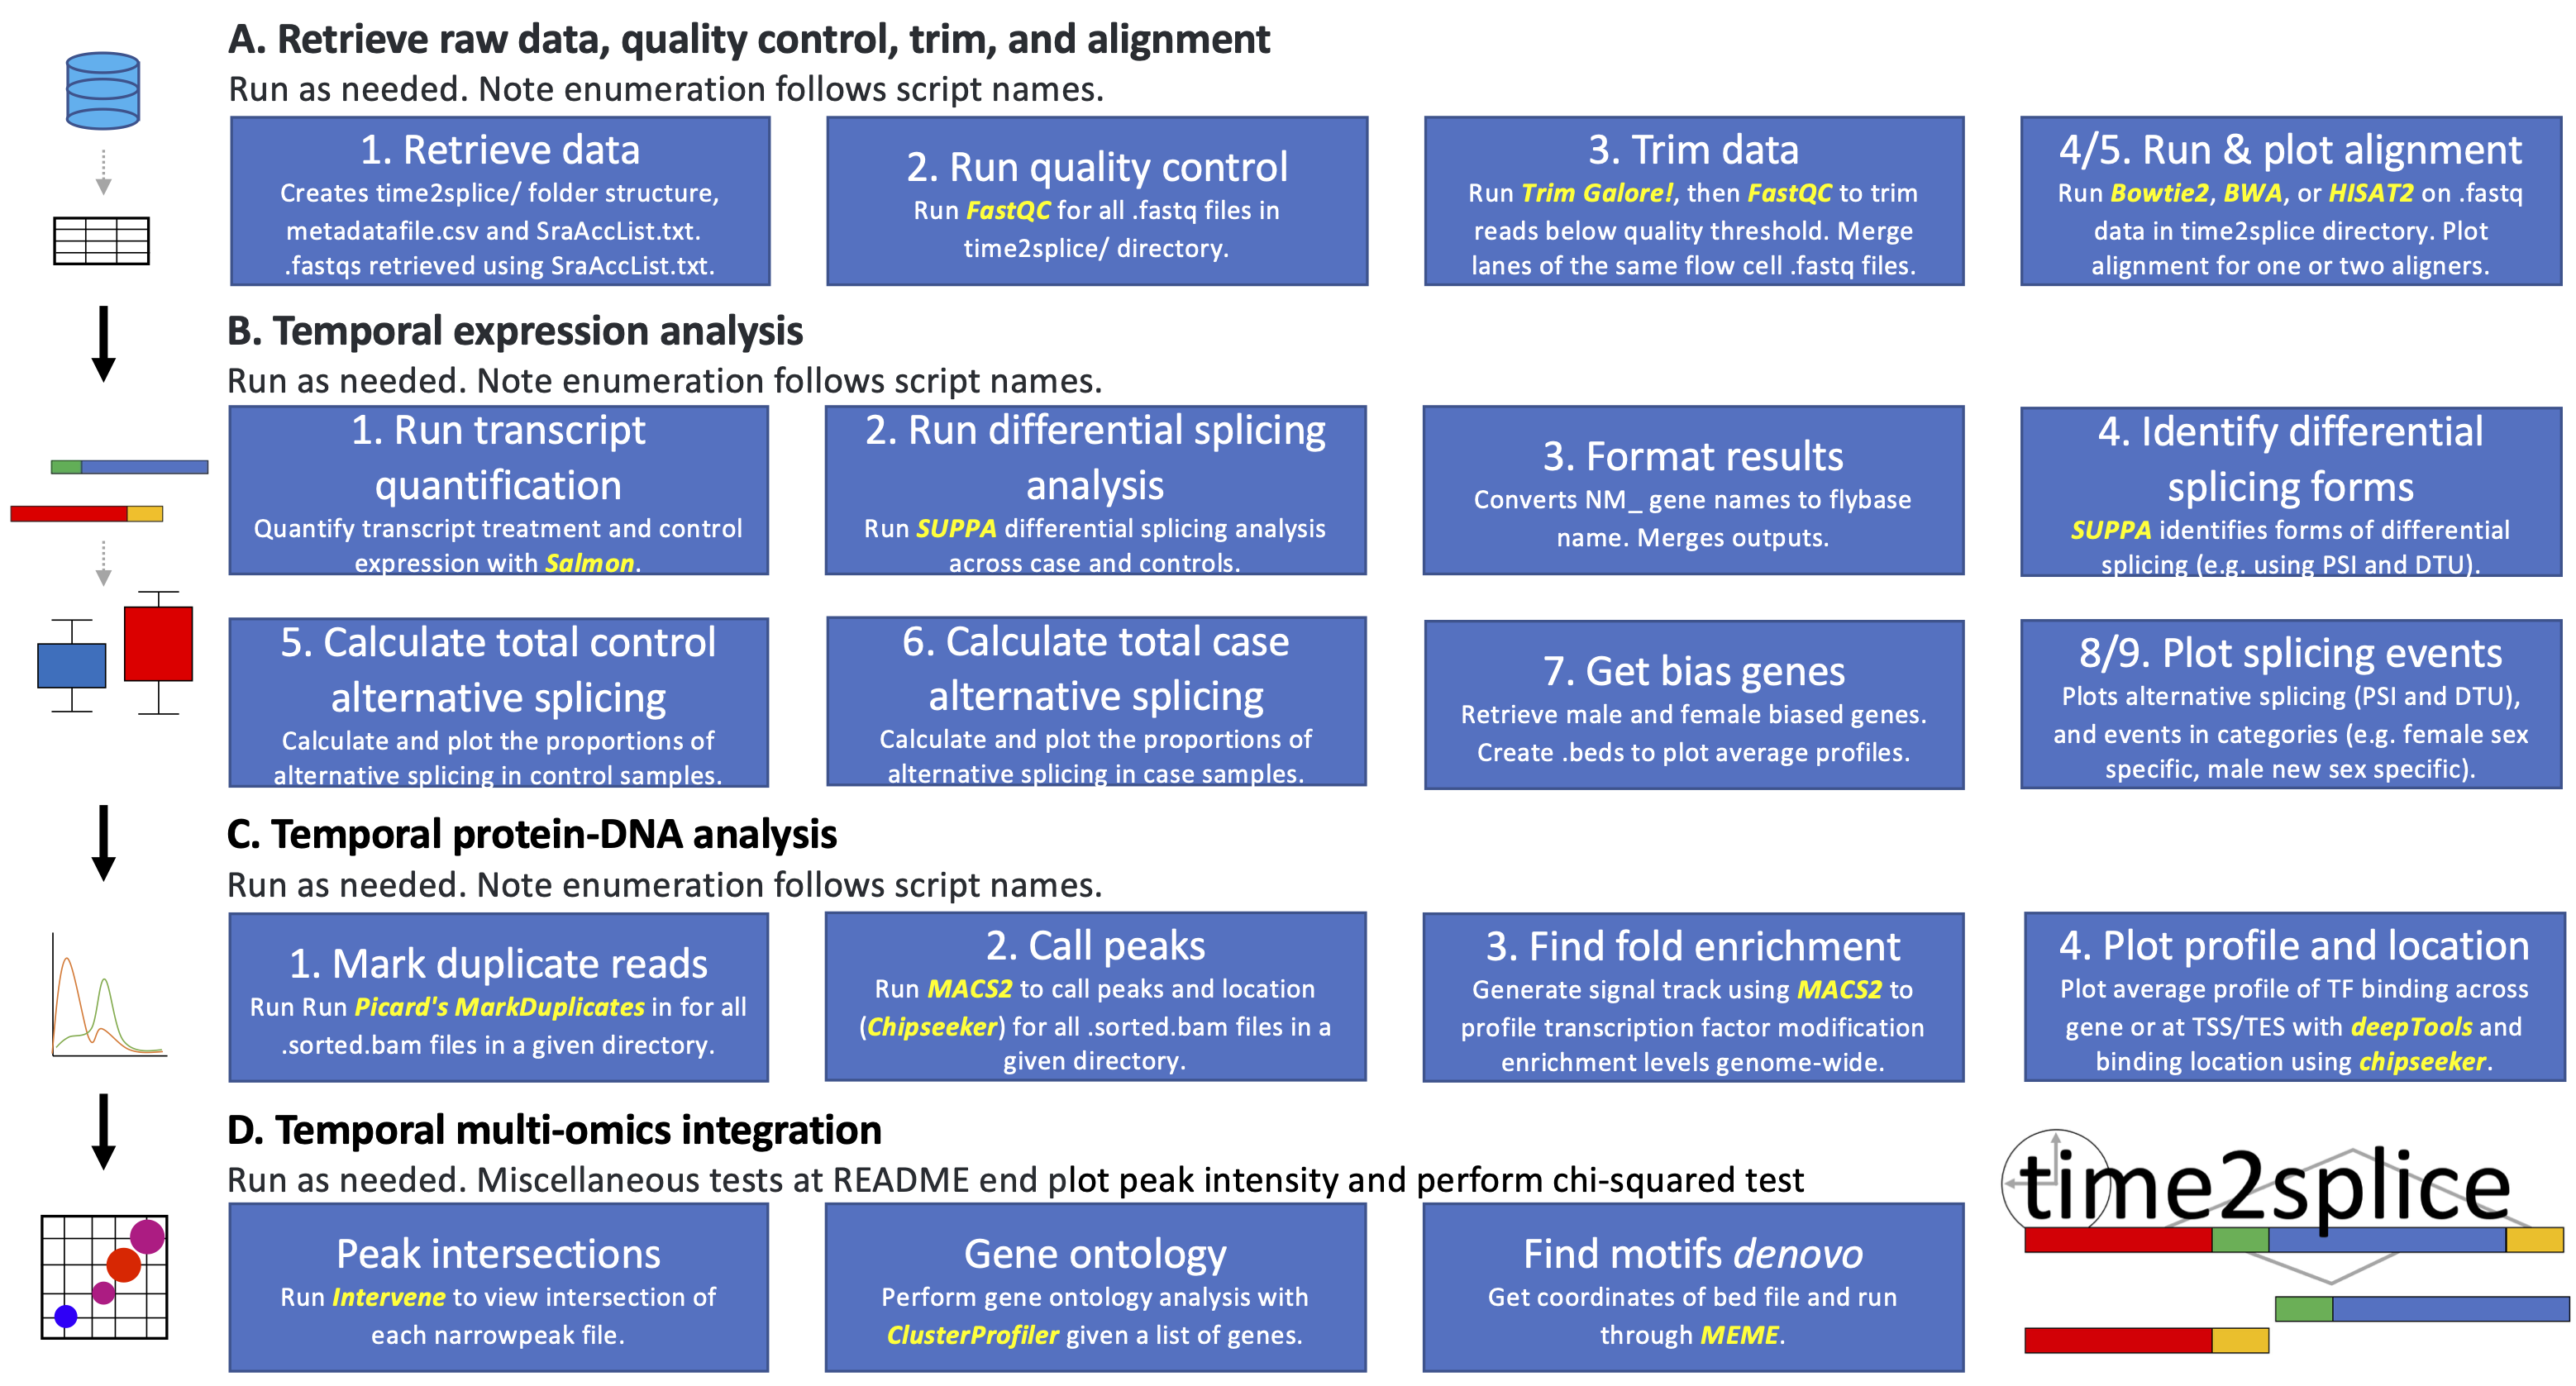 A. Retrieve raw data, quality control, trim, and alignment
Run as needed. Note enumeration follows script names.
1. Retrieve data
Creates time2splice/ folder structure,
metadatafile.csv and SraAccList.txt.
.fastqs retrieved using SraAccList.txt.
2. Run quality control
Run FastQC for all .fastq files in
time2splice/ directory.
3. Trim data
Run Trim Galore!, then FastQC to trim
reads below quality threshold. Merge
lanes of the same flow cell .fastq files.
4/5. Run & plot alignment
Run Bowtie2, BWA, or HISAT2 on .fastq
data in time2splice directory. Plot
alignment for one or two aligners.
B. Temporal expression analysis
Run as needed. Note enumeration follows script names.
1. Run transcript
quantification
Quantify transcript treatment and control
expression with Salmon.
2. Run differential splicing
analysis
Run SUPPA differential splicing analysis
across case and controls.
3. Format results
Converts NM_ gene names to flybase
name. Merges outputs.
4. Identify differential
splicing forms
SUPPA identifies forms of differential
splicing (e.g. using PSI and DTU).
5. Calculate total control
alternative splicing
Calculate and plot the proportions of
alternative splicing in control samples.
6. Calculate total case
alternative splicing
Calculate and plot the proportions of
alternative splicing in case samples.
7. Get bias genes
Retrieve male and female biased genes.
Create .beds to plot average profiles.
8/9. Plot splicing events
Plots alternative splicing (PSI and DTU),
and events in categories (e.g. female sex
specific, male new sex specific).
C. Temporal protein-DNA analysis
Run as needed. Note enumeration follows script names.
1. Mark duplicate reads
Run Run Picard's MarkDuplicates in for all
.sorted.bam files in a given directory.
2. Call peaks
Run MACS2 to call peaks and location
(Chipseeker) for all .sorted.bam files in a
given directory.
3. Find fold enrichment
Generate signal track using MACS2 to
profile transcription factor modification
enrichment levels genome-wide.
4. Plot profile and location
Plot average profile of TF binding across
gene or at TSS/TES with deepTools and
binding location using chipseeker.
D. Temporal multi-omics integration
Run as needed. Miscellaneous tests at README end plot peak intensity and perform chi-squared test
Peak intersections
Run Intervene to view intersection of
each narrowpeak file.
Gene ontology
Perform gene ontology analysis with
ClusterProfiler given a list of genes.
Find motifs denovo
Get coordinates of bed file and run
through MEME.
time2splice